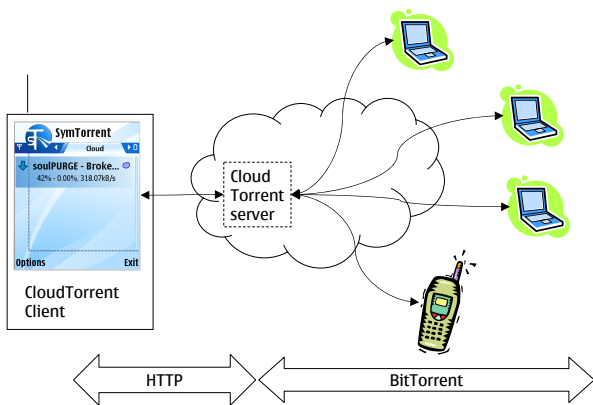 SymTorrent
Cloud
soulPURGE - Broke...
42% - 0.00%, 318.07kB/s
Options Exit
CloudTorrent
Client
Cloud
Torrent
server
HTTP
BitTorrent